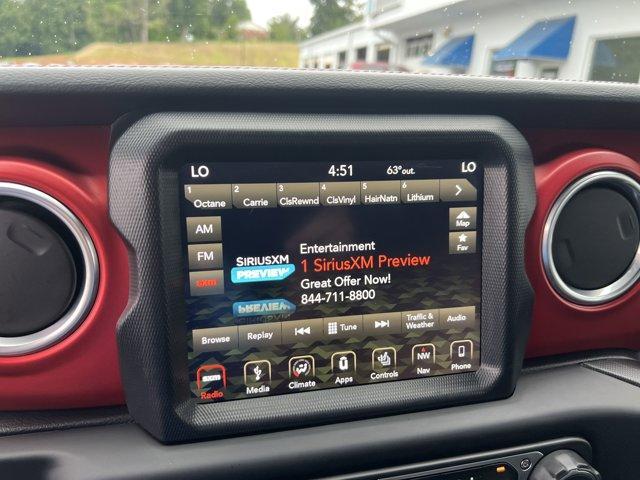 LO 4:51 63°out. LO
1 Octane 2 Carrie 3 ClsRewnd 4 ClsVinyl 5 HairNatn 6 Lithium
AM
FM
sxm
Map
Fav
SIRIUSXM
PREVIEW
Entertainment
1 SiriusXM Preview
Great Offer Now!
844-711-8800
Browse Replay Tune Traffic & Weather Audio
sxm NW
Radio Media Climate Apps Controls Nav Phone